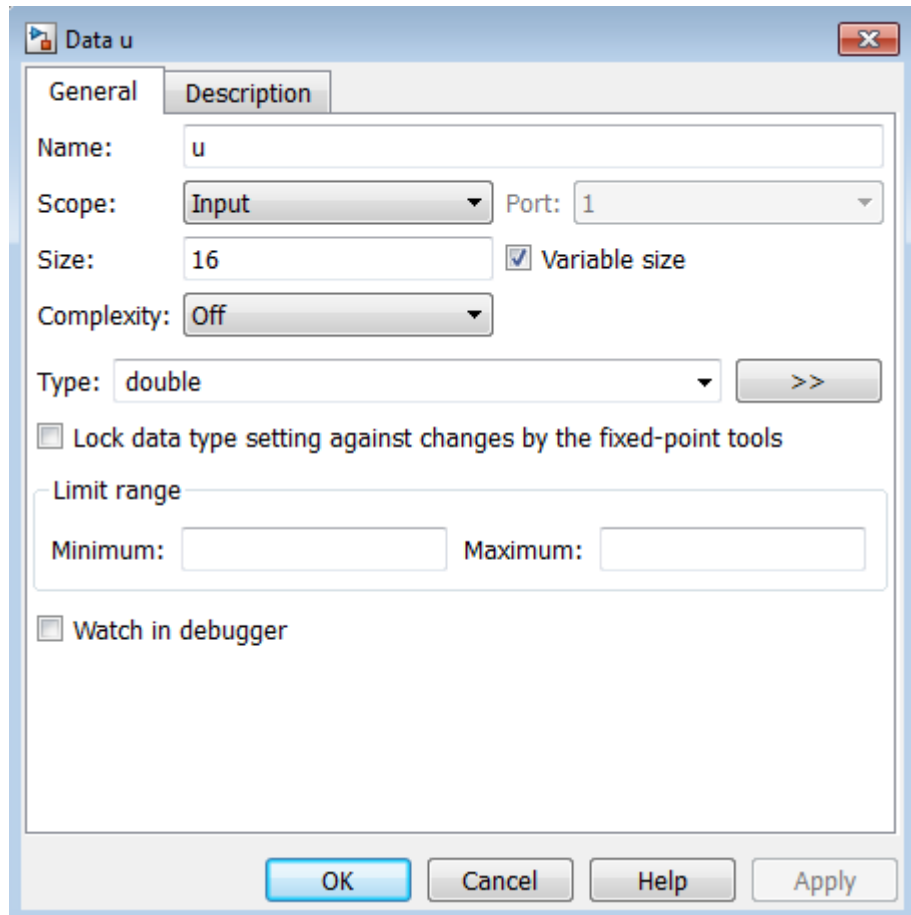 Data u
General Description
Name: u
Scope: Input Port: 1
Size: 16 Variable size
Complexity: Off
Type: double >>
Lock data type setting against changes by the fixed-point tools
Limit range
Minimum: Maximum:
Watch in debugger
OK Cancel Help Apply